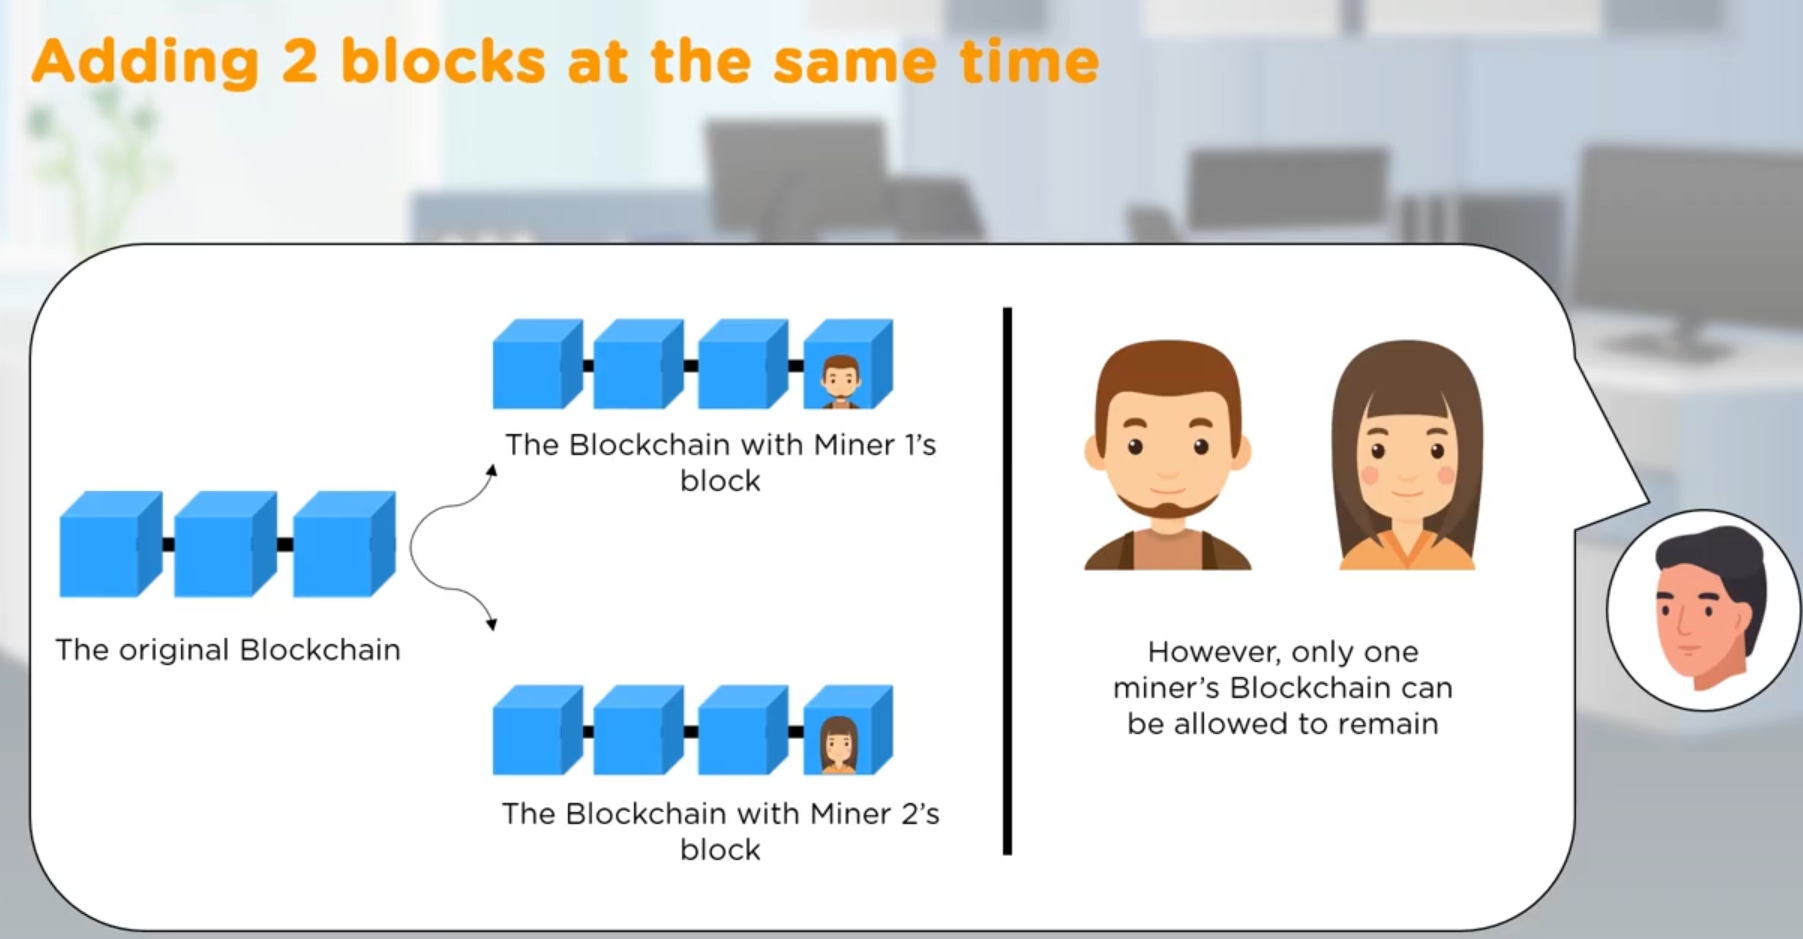 Adding 2 blocks at the same time
The Blockchain with Miner 1’s
block
The original Blockchain
The Blockchain with Miner 2’s
block
However, only one
miner’s Blockchain can
be allowed to remain